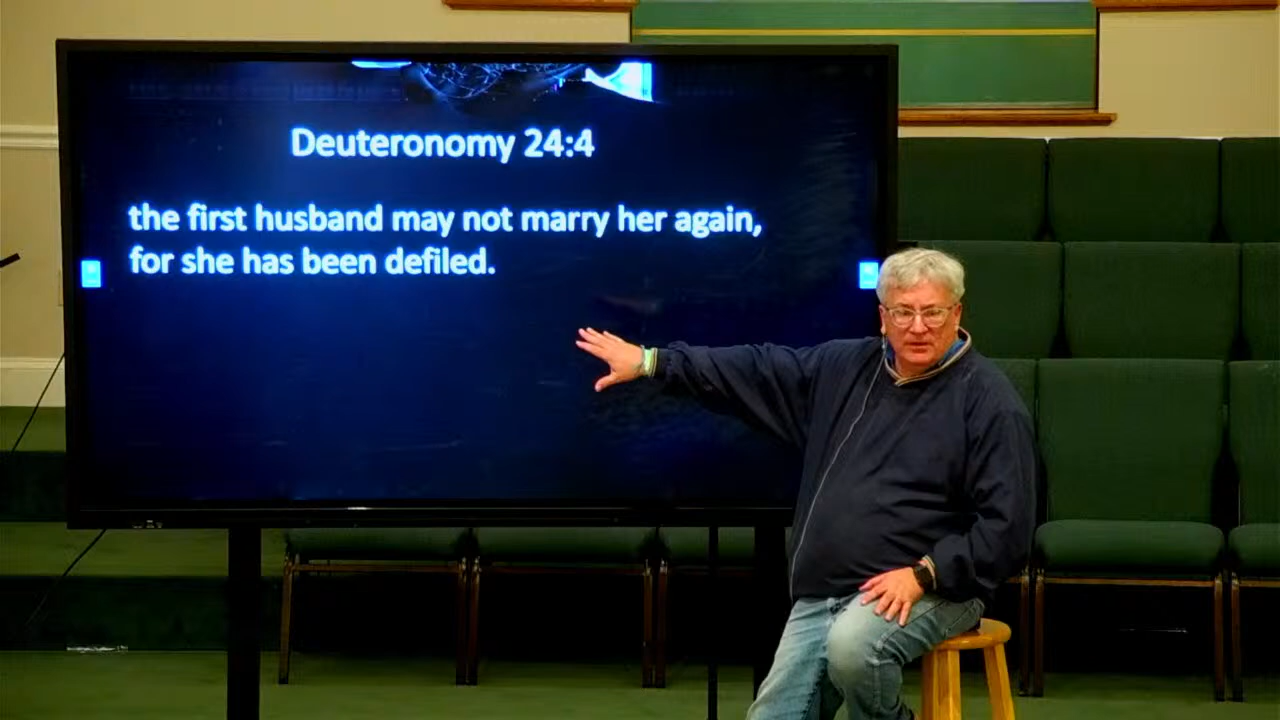 Deuteronomy 24:4
the first husband may not marry her again,
for she has been defiled.